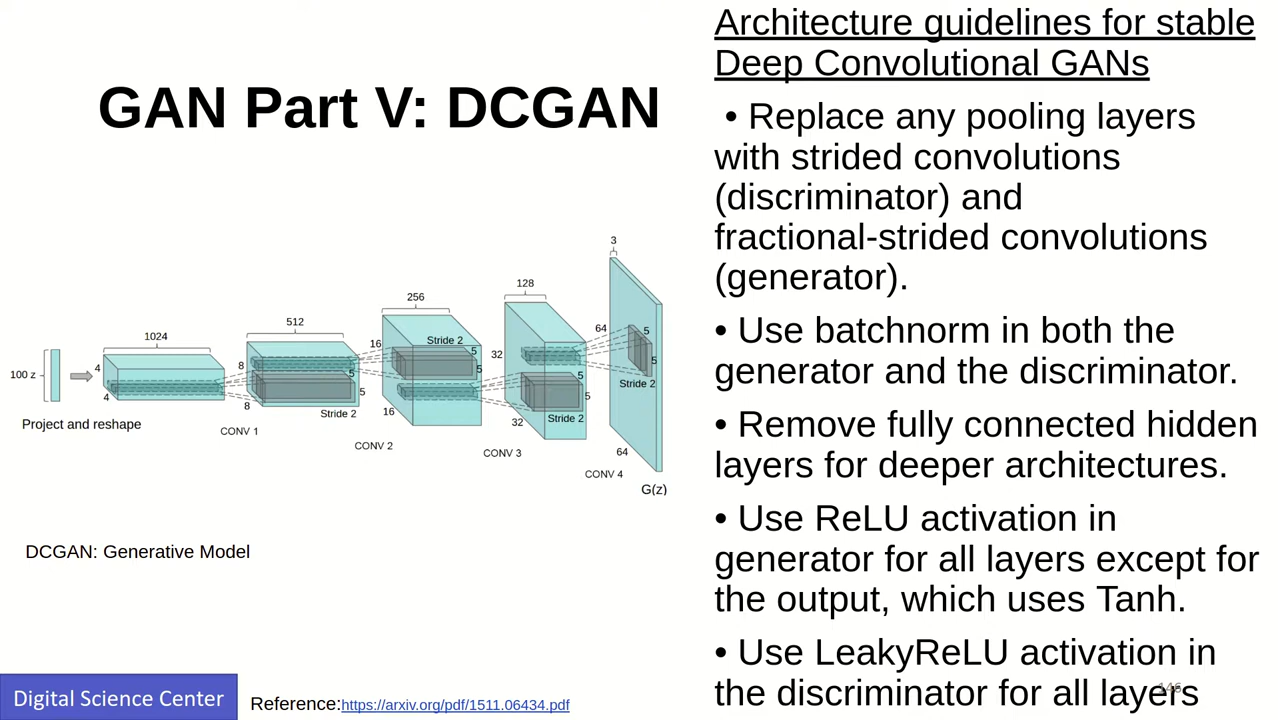 GAN Part V: DCGAN
100 z
Project and reshape
1024
4
4
512
8
8
5
5
Stride 2
CONV 1
256
16
16
Stride 2
5
5
CONV 2
128
32
32
5
5
Stride 2
CONV 3
3
64
64
5
5
Stride 2
CONV 4
G(z)
DCGAN: Generative Model
Digital Science Center
Reference:https://arxiv.org/pdf/1511.06434.pdf
Architecture guidelines for stable
Deep Convolutional GANs
• Replace any pooling layers
with strided convolutions
(discriminator) and
fractional-strided convolutions
(generator).
• Use batchnorm in both the
generator and the discriminator.
• Remove fully connected hidden
layers for deeper architectures.
• Use ReLU activation in
generator for all layers except for
the output, which uses Tanh.
• Use LeakyReLU activation in
the discriminator for all layers
146